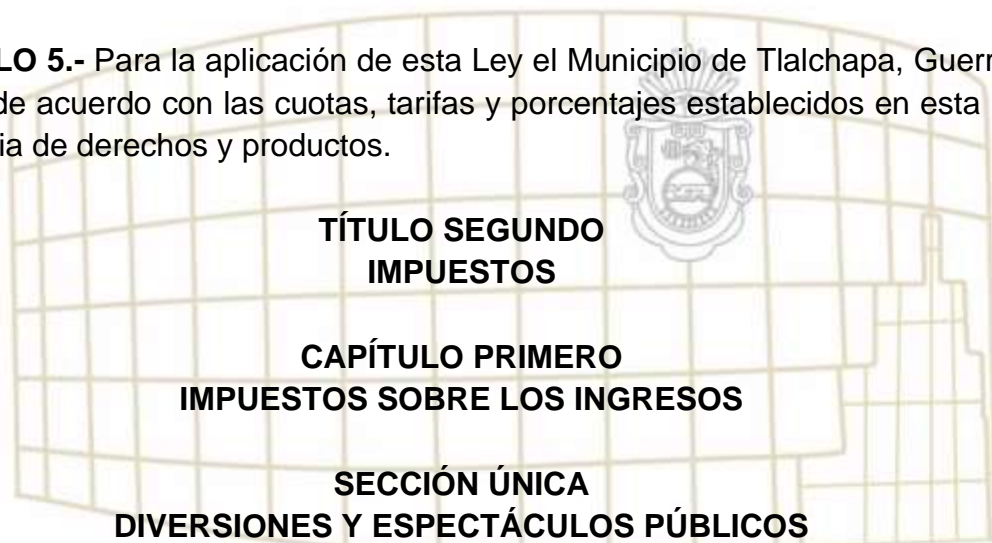 LO 5.- Para la aplicación de esta Ley el Municipio de Tlalchapa, Guerr
de acuerdo con las cuotas, tarifas y porcentajes establecidos en esta
ia de derechos y productos.
TÍTULO SEGUNDO
IMPUESTOS
CAPÍTULO PRIMERO
IMPUESTOS SOBRE LOS INGRESOS
SECCIÓN ÚNICA
DIVERSIONES Y ESPECTÁCULOS PÚBLICOS